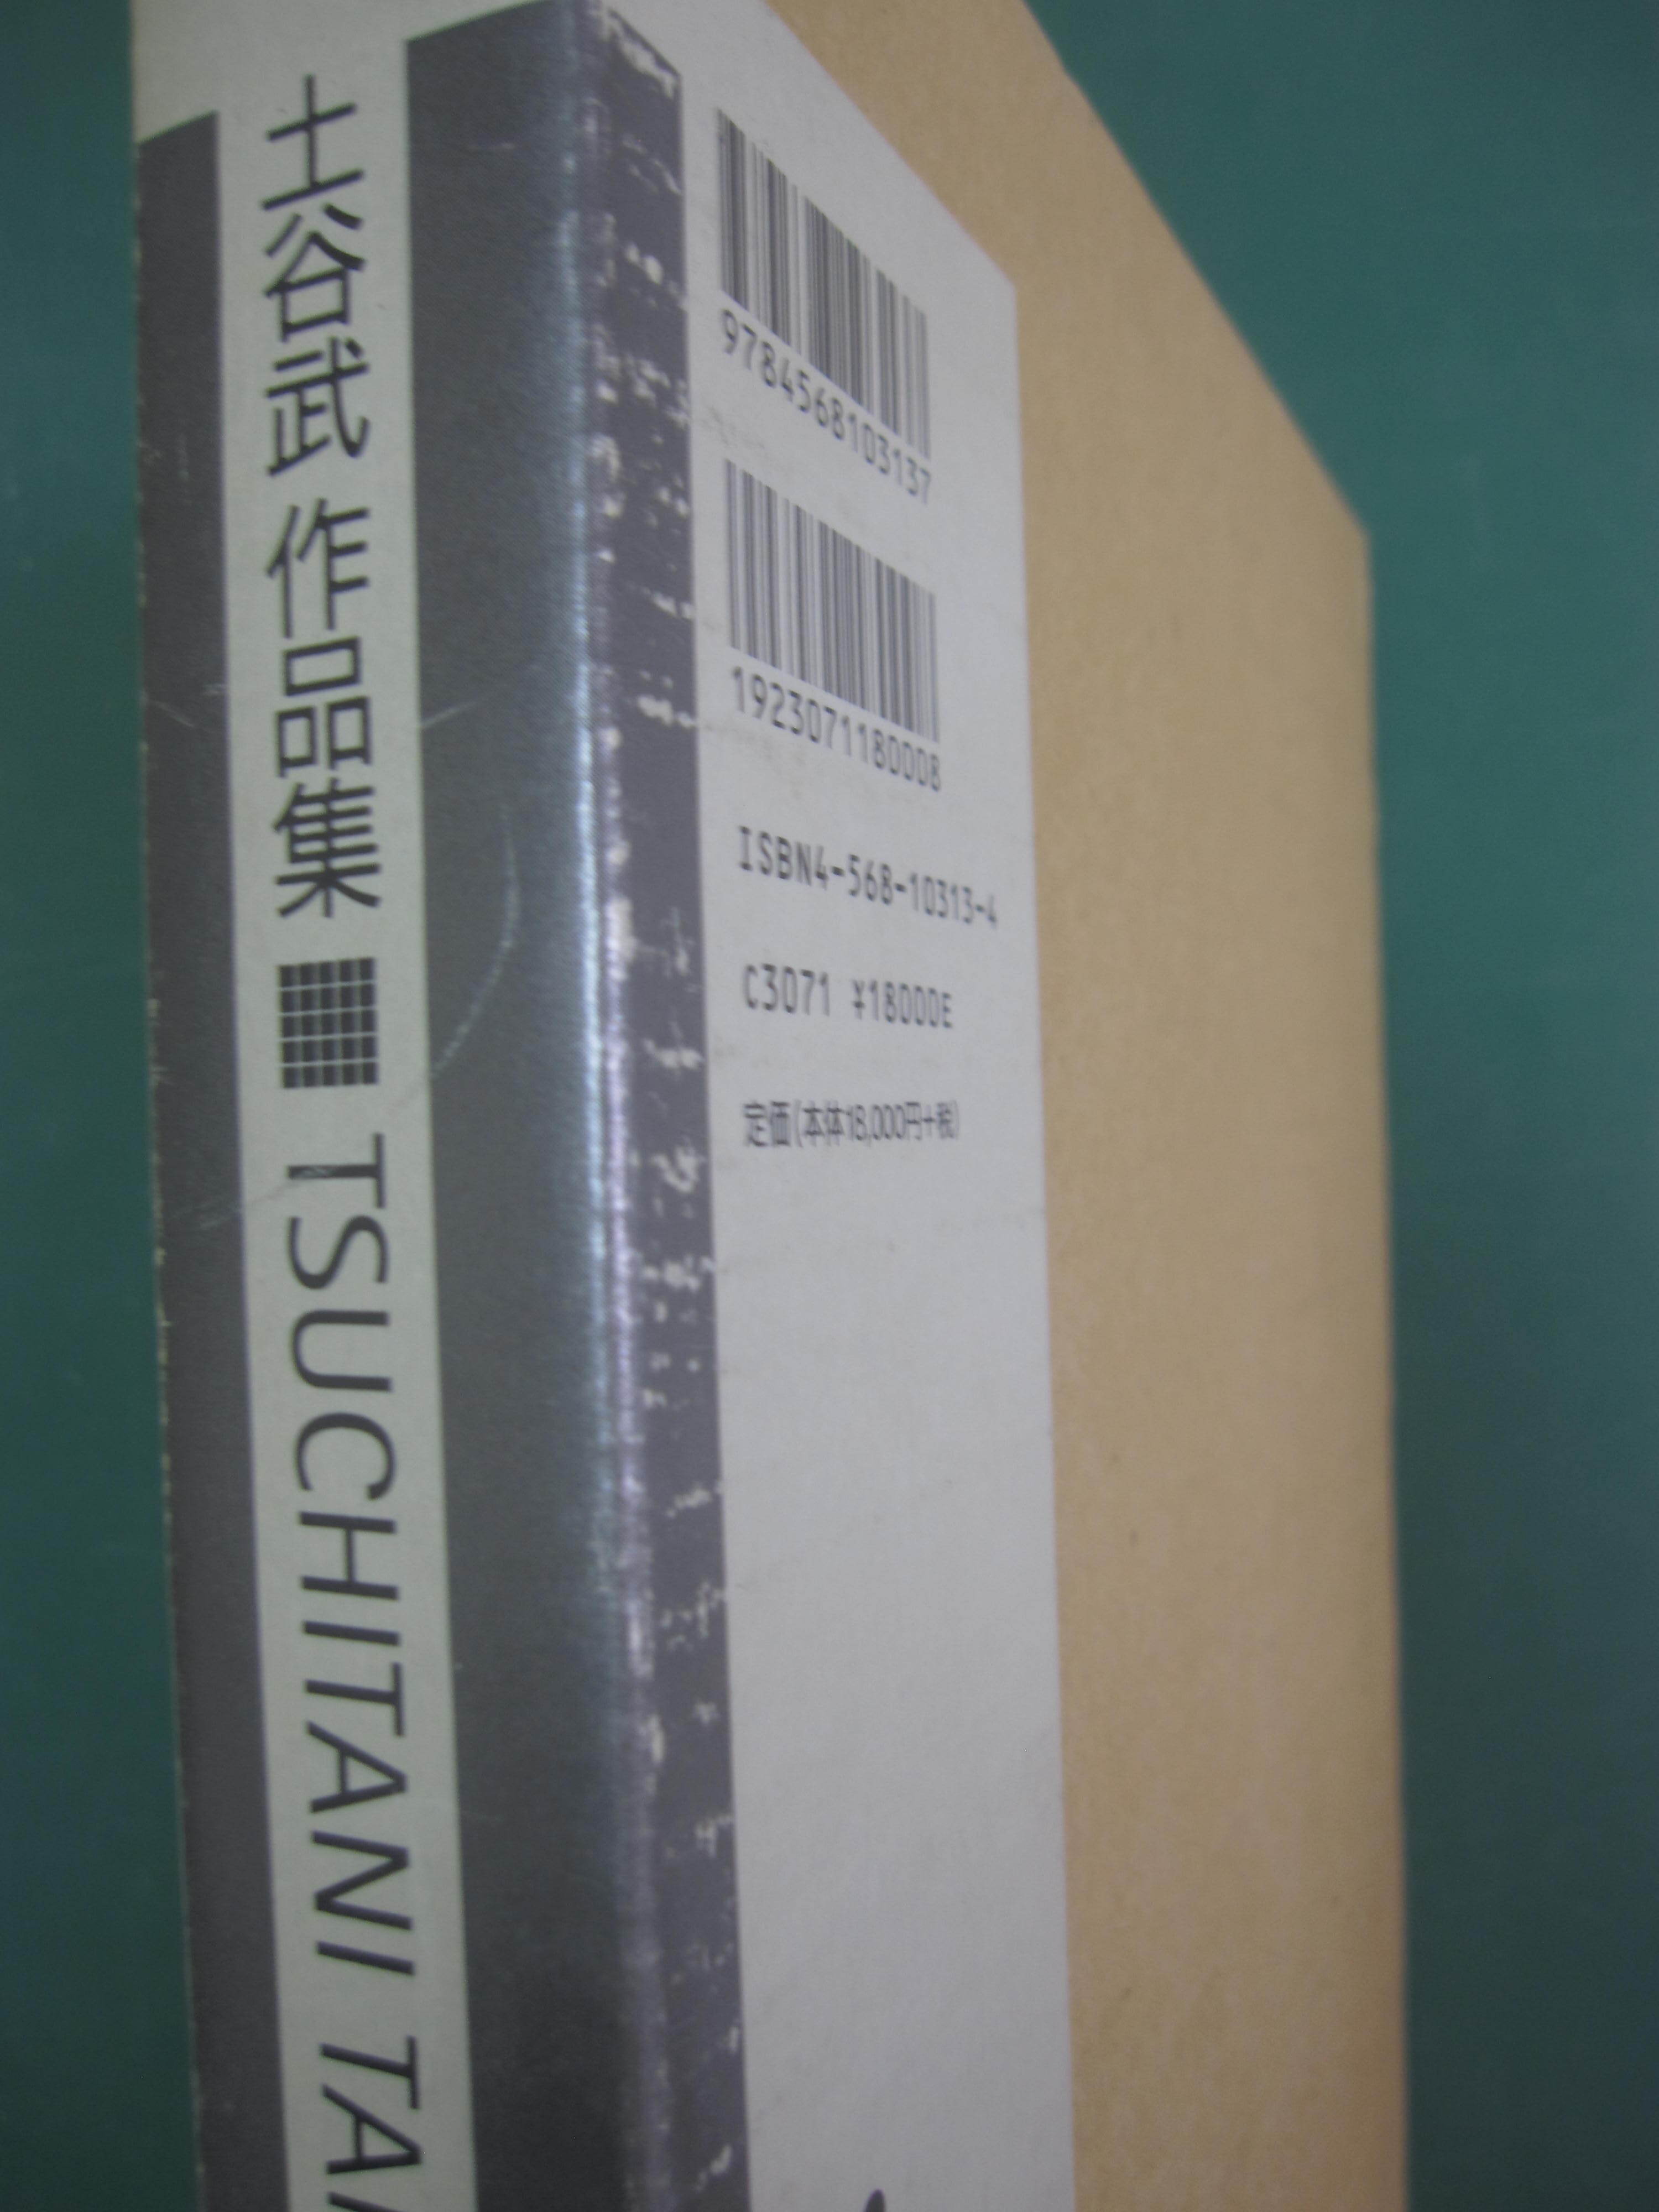 土谷武 作品集 TSUCHITANI TA
9784568103137
1923071180008
ISBN4-568-10313-4
C3071 ¥18000E
定価(本体18,000円+税)